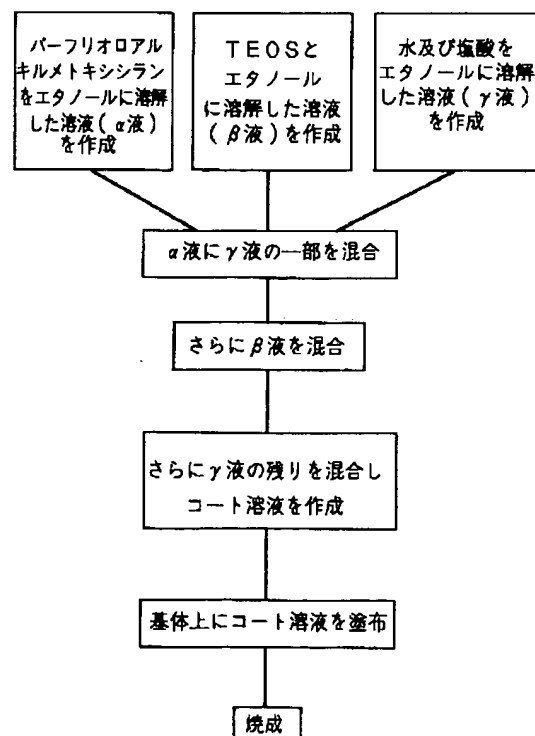 パーフリオロアル
キルメトキシシラン
をエタノールに溶解
した溶液(α液)
を作成
TEOSと
エタノール
に溶解した溶液
(β液)を作成
水及び塩酸を
エタノールに溶解
した溶液(γ液)
を作成
α液にγ液の一部を混合
さらにβ液を混合
さらにγ液の残りを混合し
コート溶液を作成
基体上にコート溶液を塗布
焼成